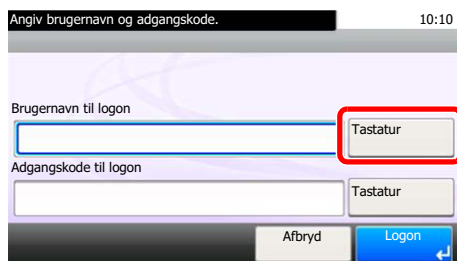 Angiv brugernavn og adgangskode. 10:10
Brugernavn til logon
Tastatur
Adgangskode til logon
Tastatur
Afbryd Logon